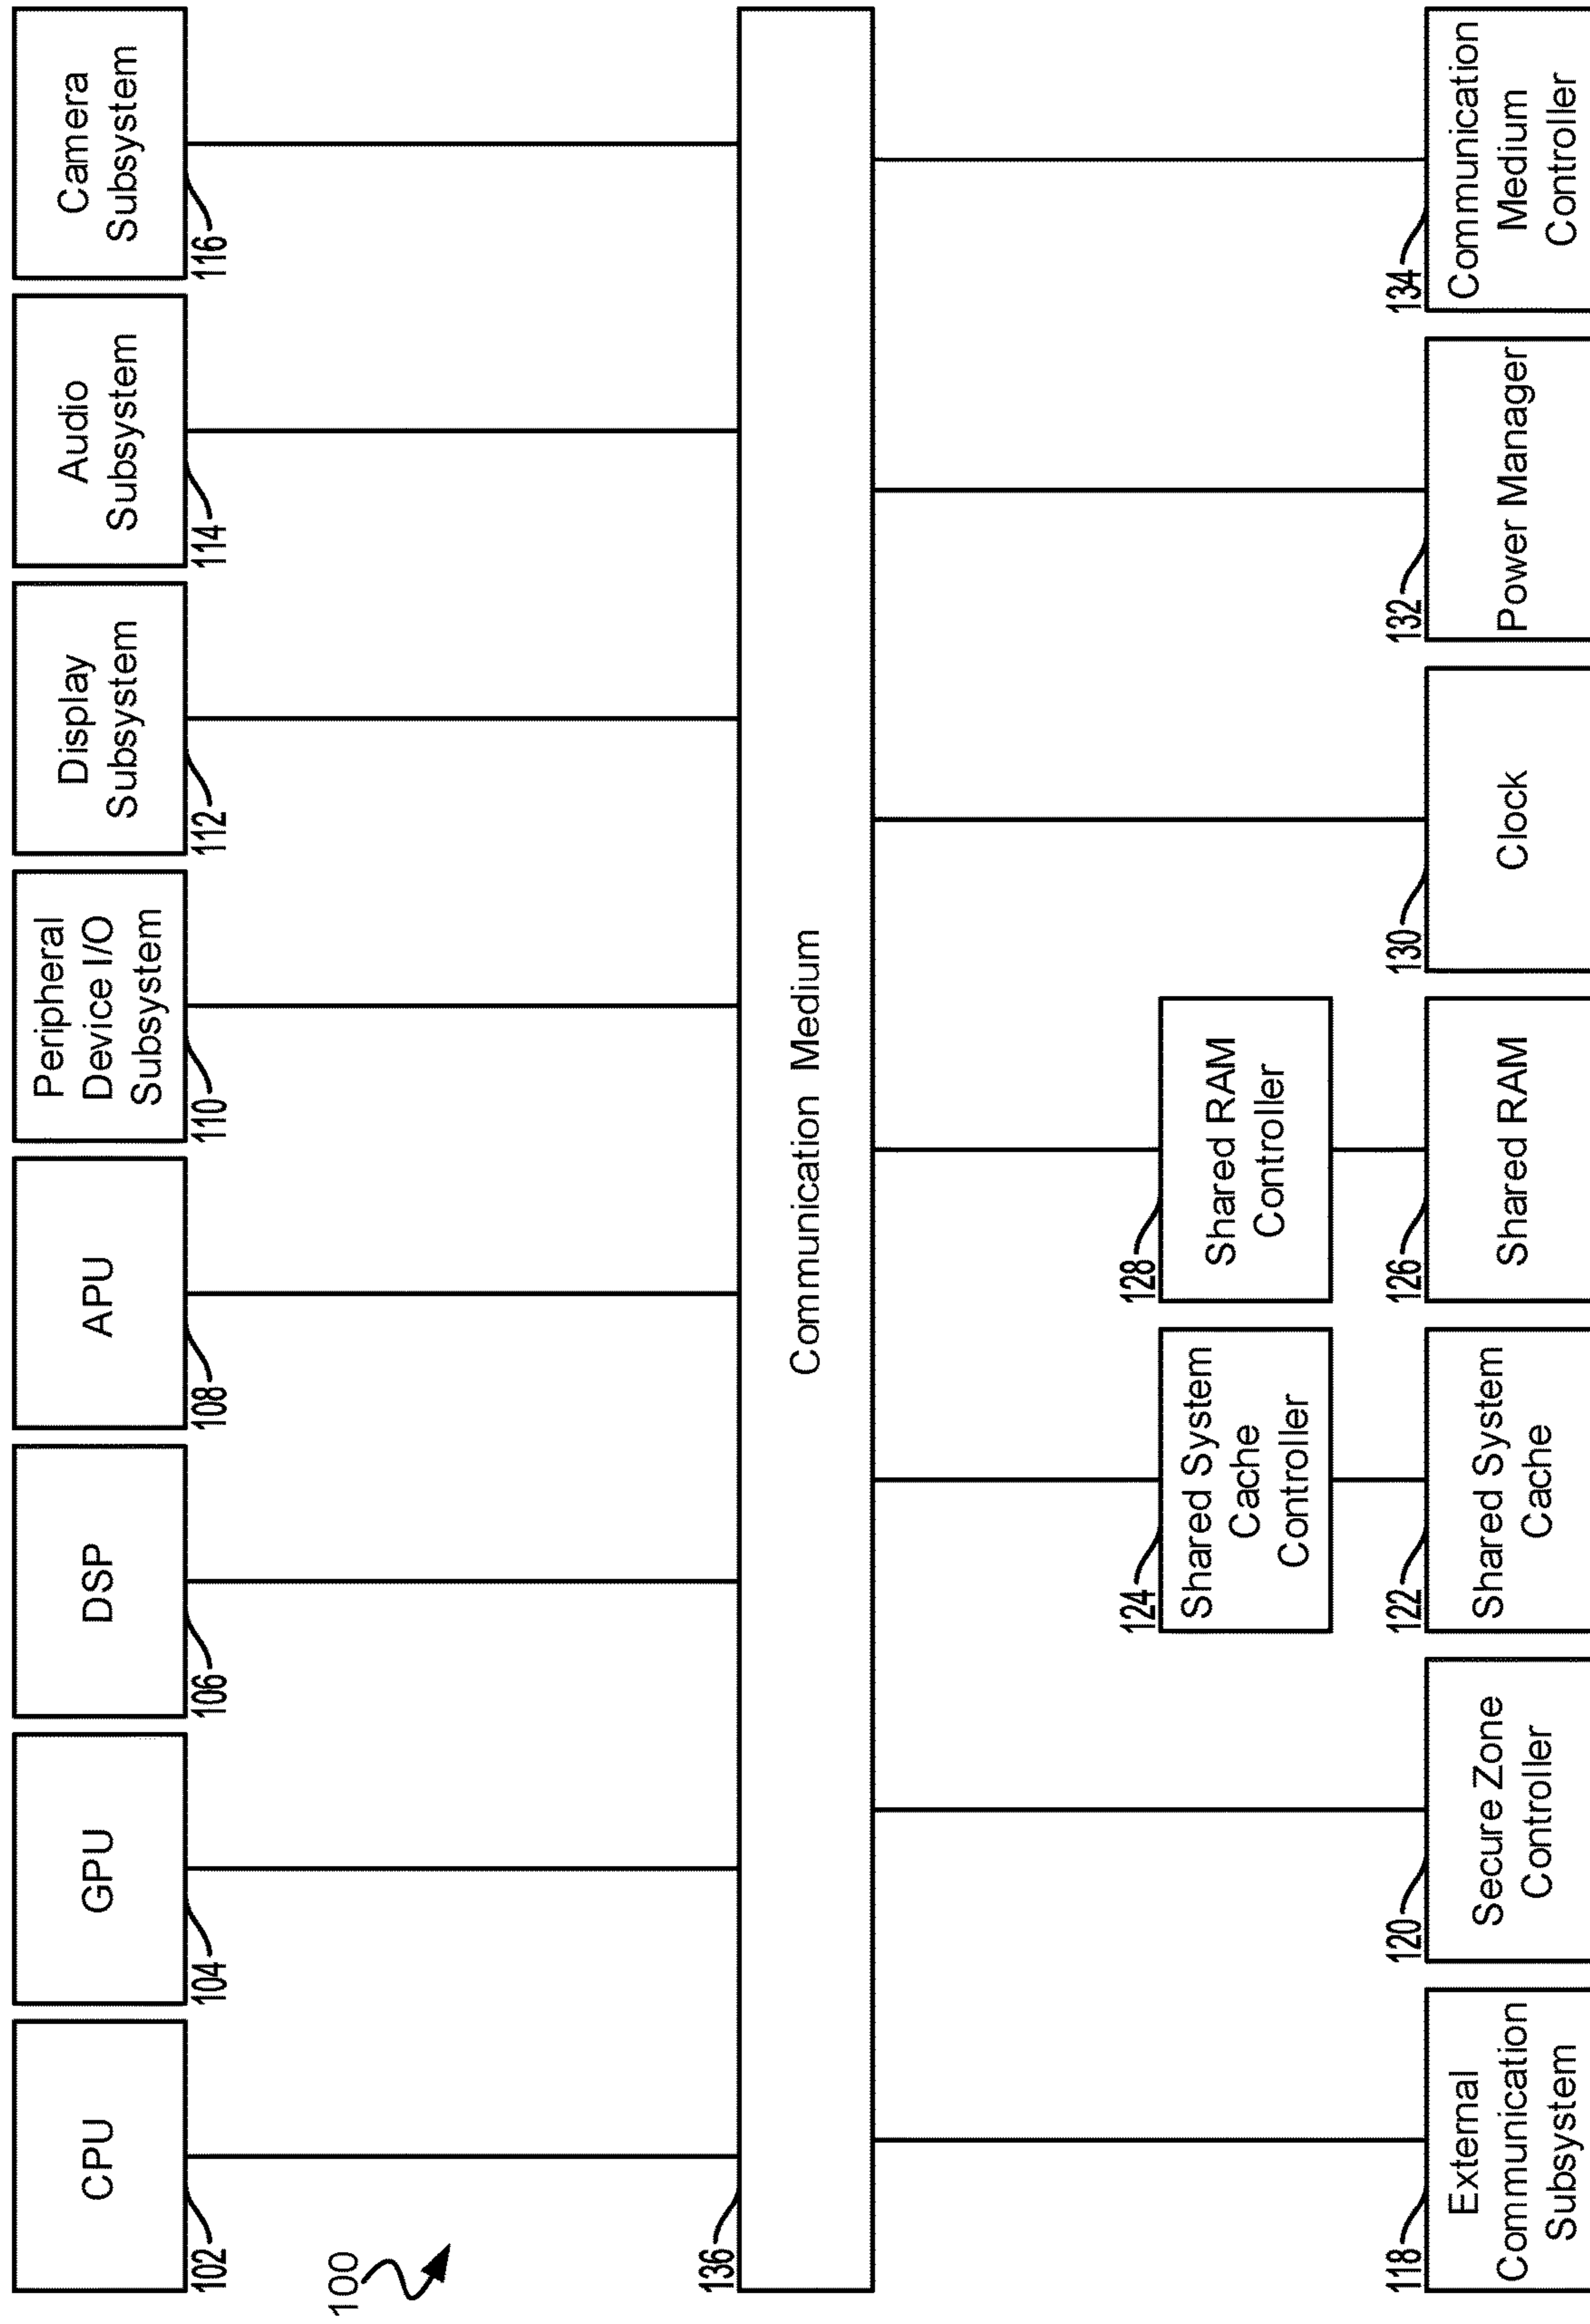 CPU
102
GPU
104
DSP
106
APU
108
Peripheral
Device I/O
Subsystem
110
Display
Subsystem
112
Audio
Subsystem
114
Camera
Subsystem
116
100
136
Communication Medium
124
Shared System
Cache
Controller
128
Shared RAM
Controller
118
External
Communication
Subsystem
120
Secure Zone
Controller
122
Shared System
Cache
126
Shared RAM
130
Clock
132
Power Manager
134
Communication
Medium
Controller